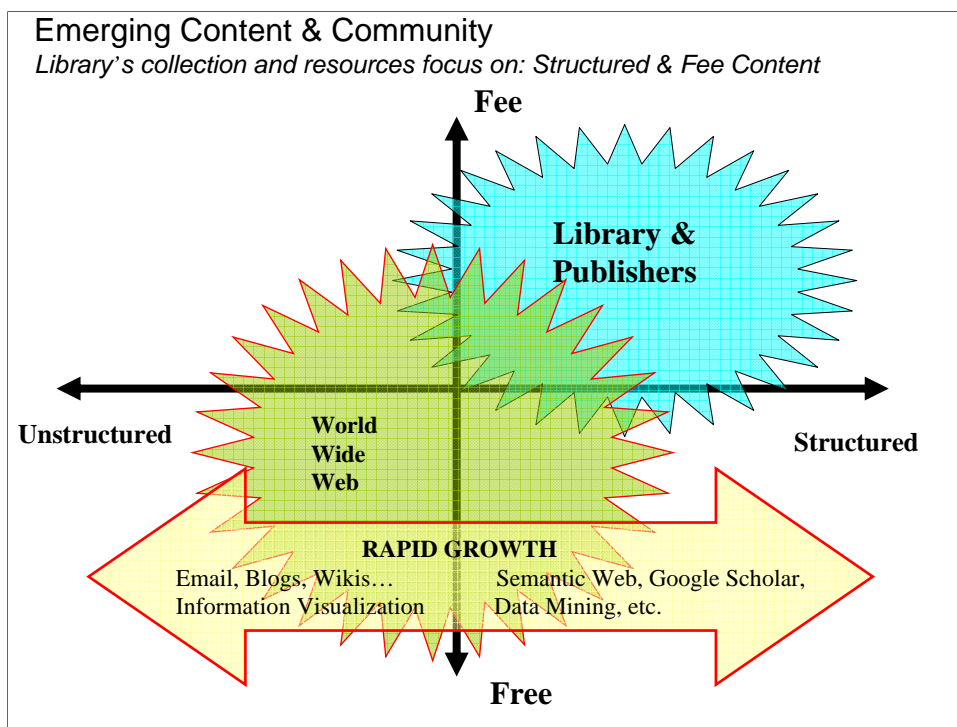 Emerging Content & Community
Library's collection and resources focus on: Structured & Fee Content
Fee
Library &
Publishers
World
Wide
Web
Unstructured
Structured
RAPID GROWTH
Email, Blogs, Wikis… Semantic Web, Google Scholar,
Information Visualization Data Mining, etc.
Free